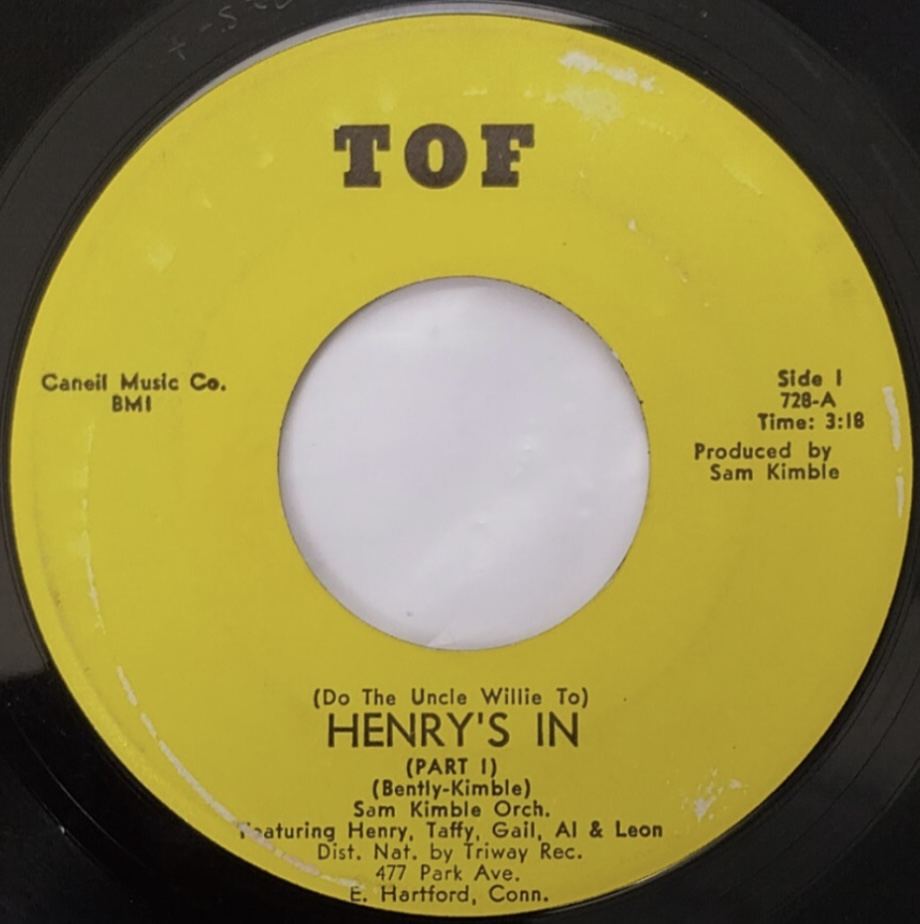 TOF
Caneil Music Co.
BMI
Side 1
728-A
Time: 3:18
Produced by
Sam Kimble
(Do The Uncle Willie To)
HENRY'S IN
(PART 1)
(Bently-Kimble)
Sam Kimble Orch.
Featuring Henry, Taffy, Gail, Al & Leon
Dist. Nat. by Triway Rec.
477 Park Ave.
E. Hartford, Conn.